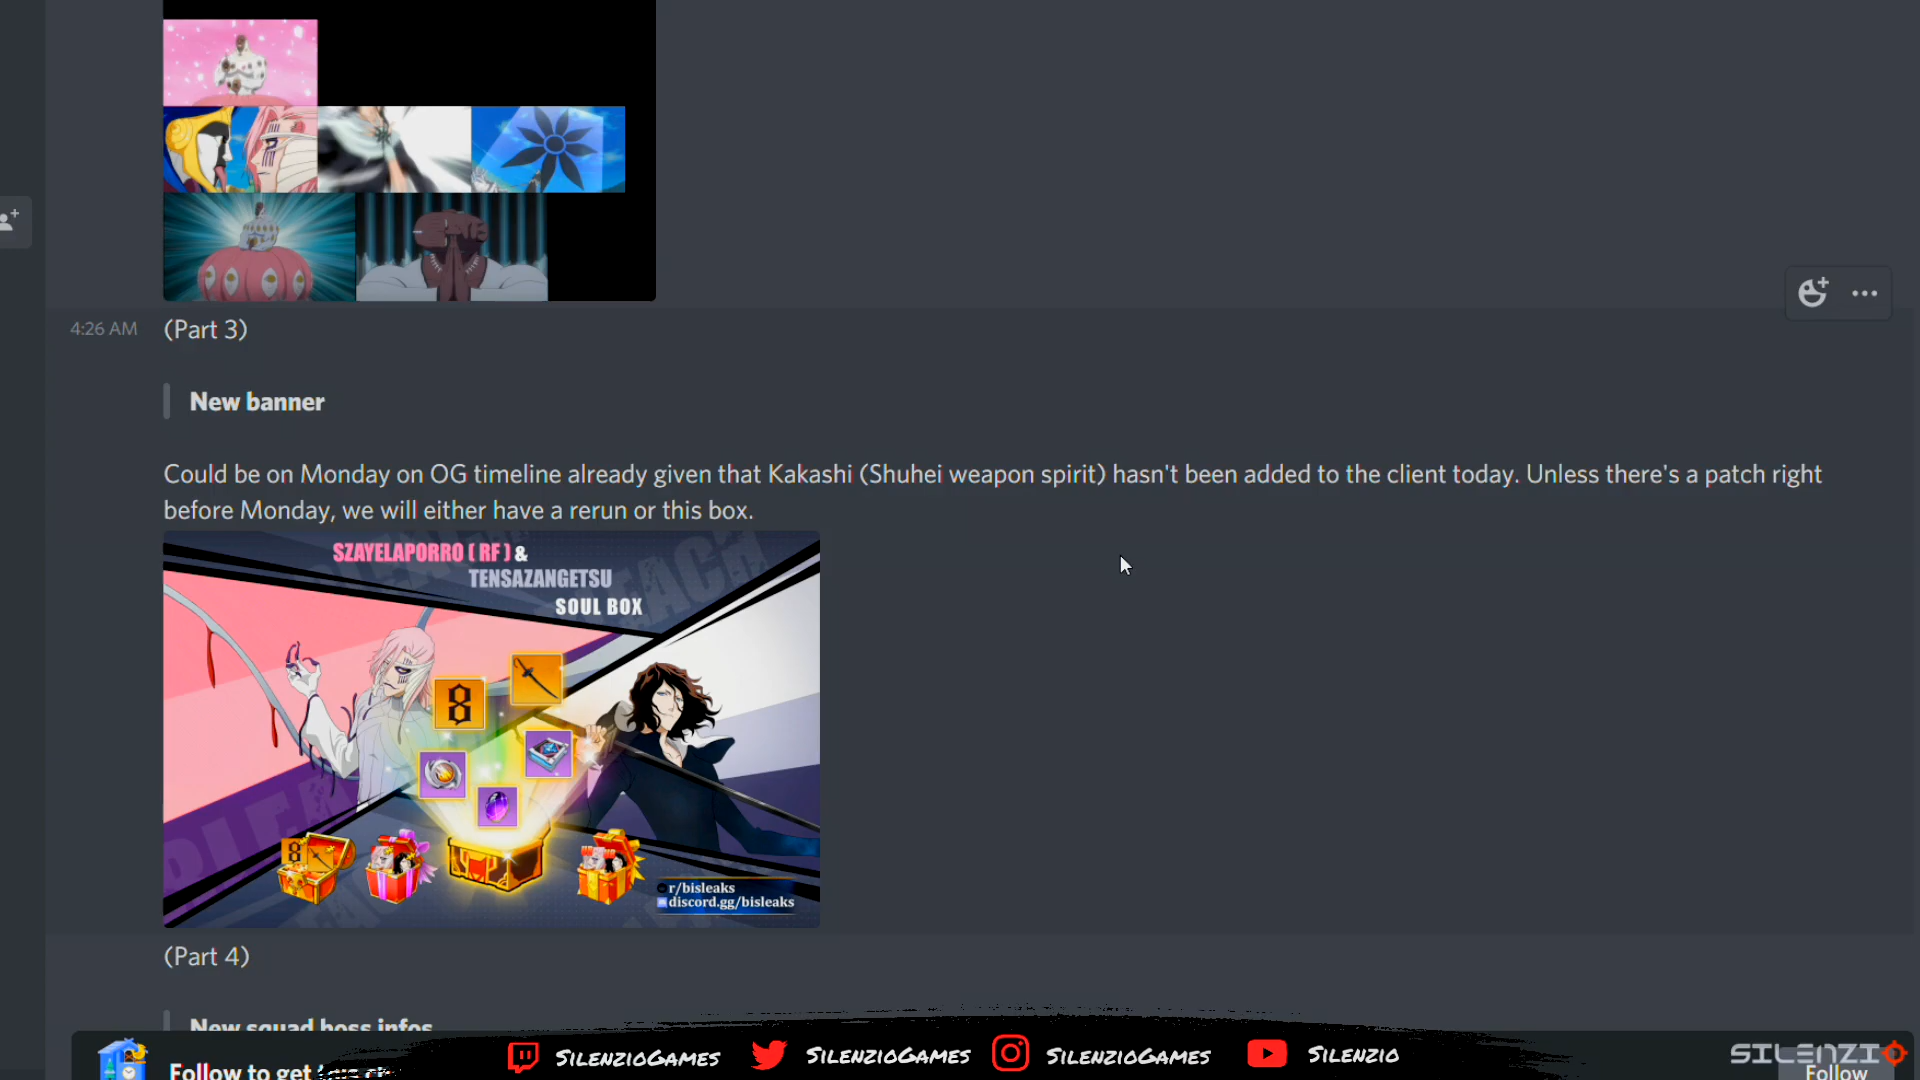 4:26 AM (Part 3)
New banner
Could be on Monday on OG timeline already given that Kakashi (Shuhei weapon spirit) hasn't been added to the client today. Unless there's a patch right
before Monday, we will either have a rerun or this box.
SZAYELAPORRO ( RF ) &
TENSAZANGETSU
SOUL BOX
8
8
r/bisleaks
discord.gg/bisleaks
(Part 4)
New squad boss infos
Follow to get
SILENZIOGAMES SILENZIOGAMES SILENZIOGAMES SILENZIO
SILENZIO
Follow